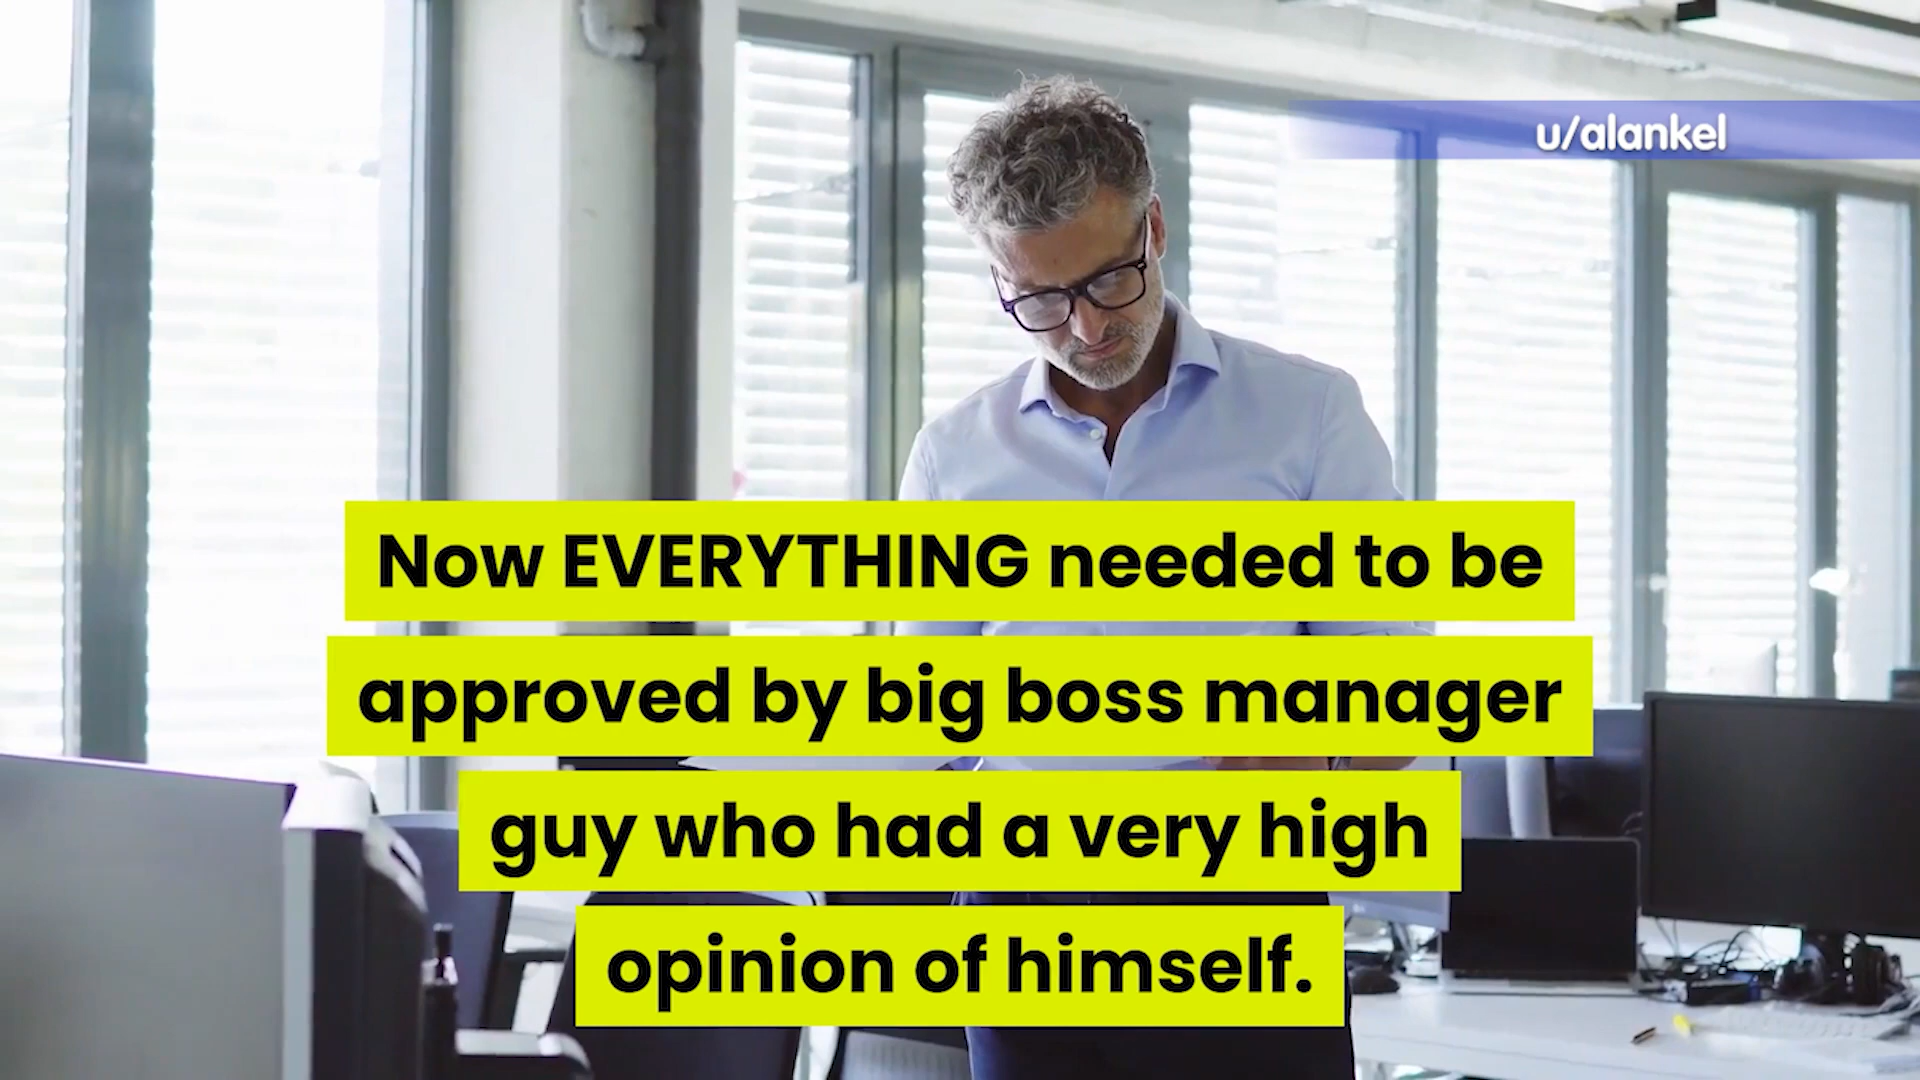 u/alankel
Now EVERYTHING needed to be
approved by big boss manager
guy who had a very high
opinion of himself.